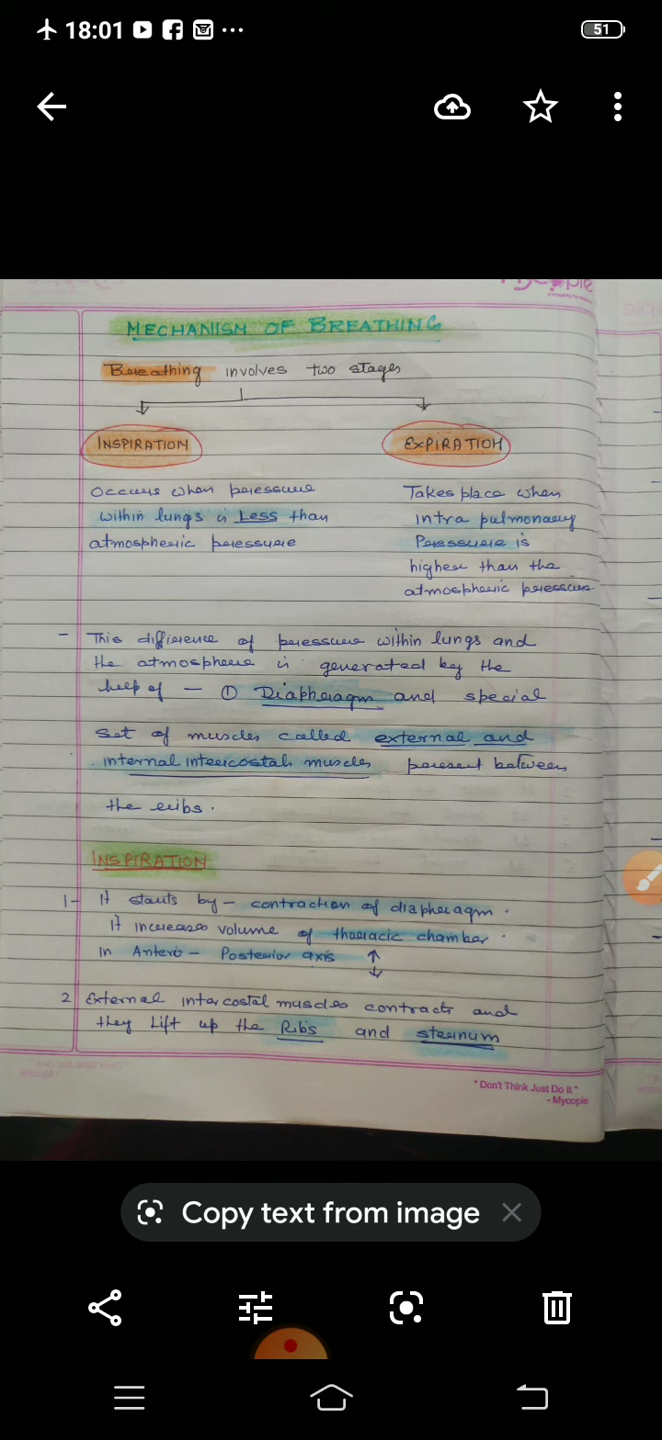 18:01
51
MECHANISM OF BREATHING
Breathing involves two stages
INSPIRATION
EXPIRATION
Occurs when pressure
within lungs is Less than
atmospheric pressure
Takes place when
intra pulmonary
Pressure is
higher than the
atmospheric pressure
- This difference of pressure within lungs and
the atmosphere is generated by the
help of — ① Diaphragm and special
set of muscles called external and
internal intercostals muscles present between
the ribs.
INSPIRATION
1- It starts by - contraction of diaphragm.
it increases volume of thoracic chamber.
in Antero - Posterior axis ↑
↓
2 External intercostal muscles contracts and
they lift up the Ribs and sternum
"Don't Think Just Do It"
- Mycopie
Copy text from image